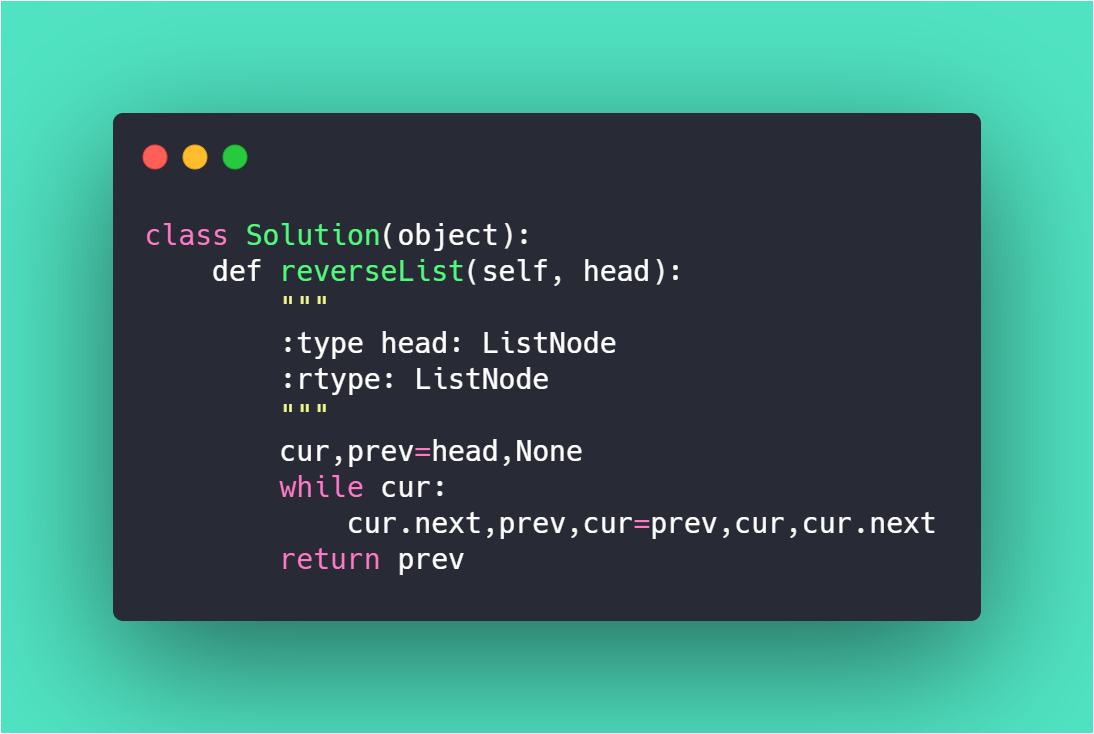 class Solution(object):
    def reverseList(self, head):
        """
        :type head: ListNode
        :rtype: ListNode
        """
        cur,prev=head,None
        while cur:
            cur.next,prev,cur=prev,cur,cur.next
        return prev